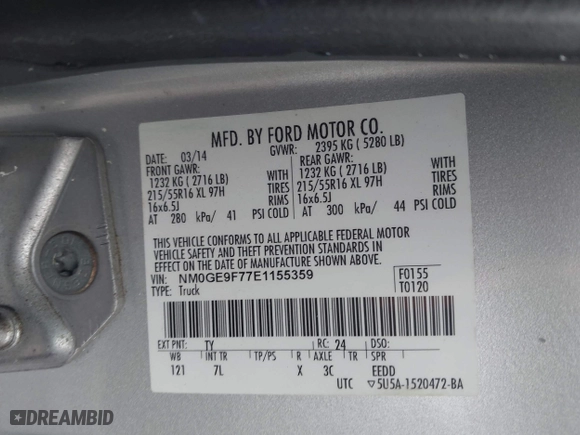 MFD. BY FORD MOTOR CO.
DATE: 03/14 GVWR: 2395 KG ( 5280 LB)
FRONT GAWR: REAR GAWR:
1232 KG ( 2716 LB) WITH 1232 KG ( 2716 LB) WITH
215/55R16 XL 97H TIRES 215/55R16 XL 97H TIRES
16x6.5J RIMS 16x6.5J RIMS
AT 280 kPa/ 41 PSI COLD AT 300 kPa/ 44 PSI COLD
THIS VEHICLE CONFORMS TO ALL APPLICABLE FEDERAL MOTOR
VEHICLE SAFETY AND THEFT PREVENTION STANDARDS IN
EFFECT ON THE DATE OF MANUFACTURE SHOWN ABOVE.
VIN: NM0GE9F77E1155359 F0155
TYPE: Truck T0120
EXT PNT: TY RC: 24 DSO:
WB INT TR TP/PS R AXLE TR SPR
121 7L X 3C EEDD
UTC ▽5U5A-1520472-BA
DREAMBID